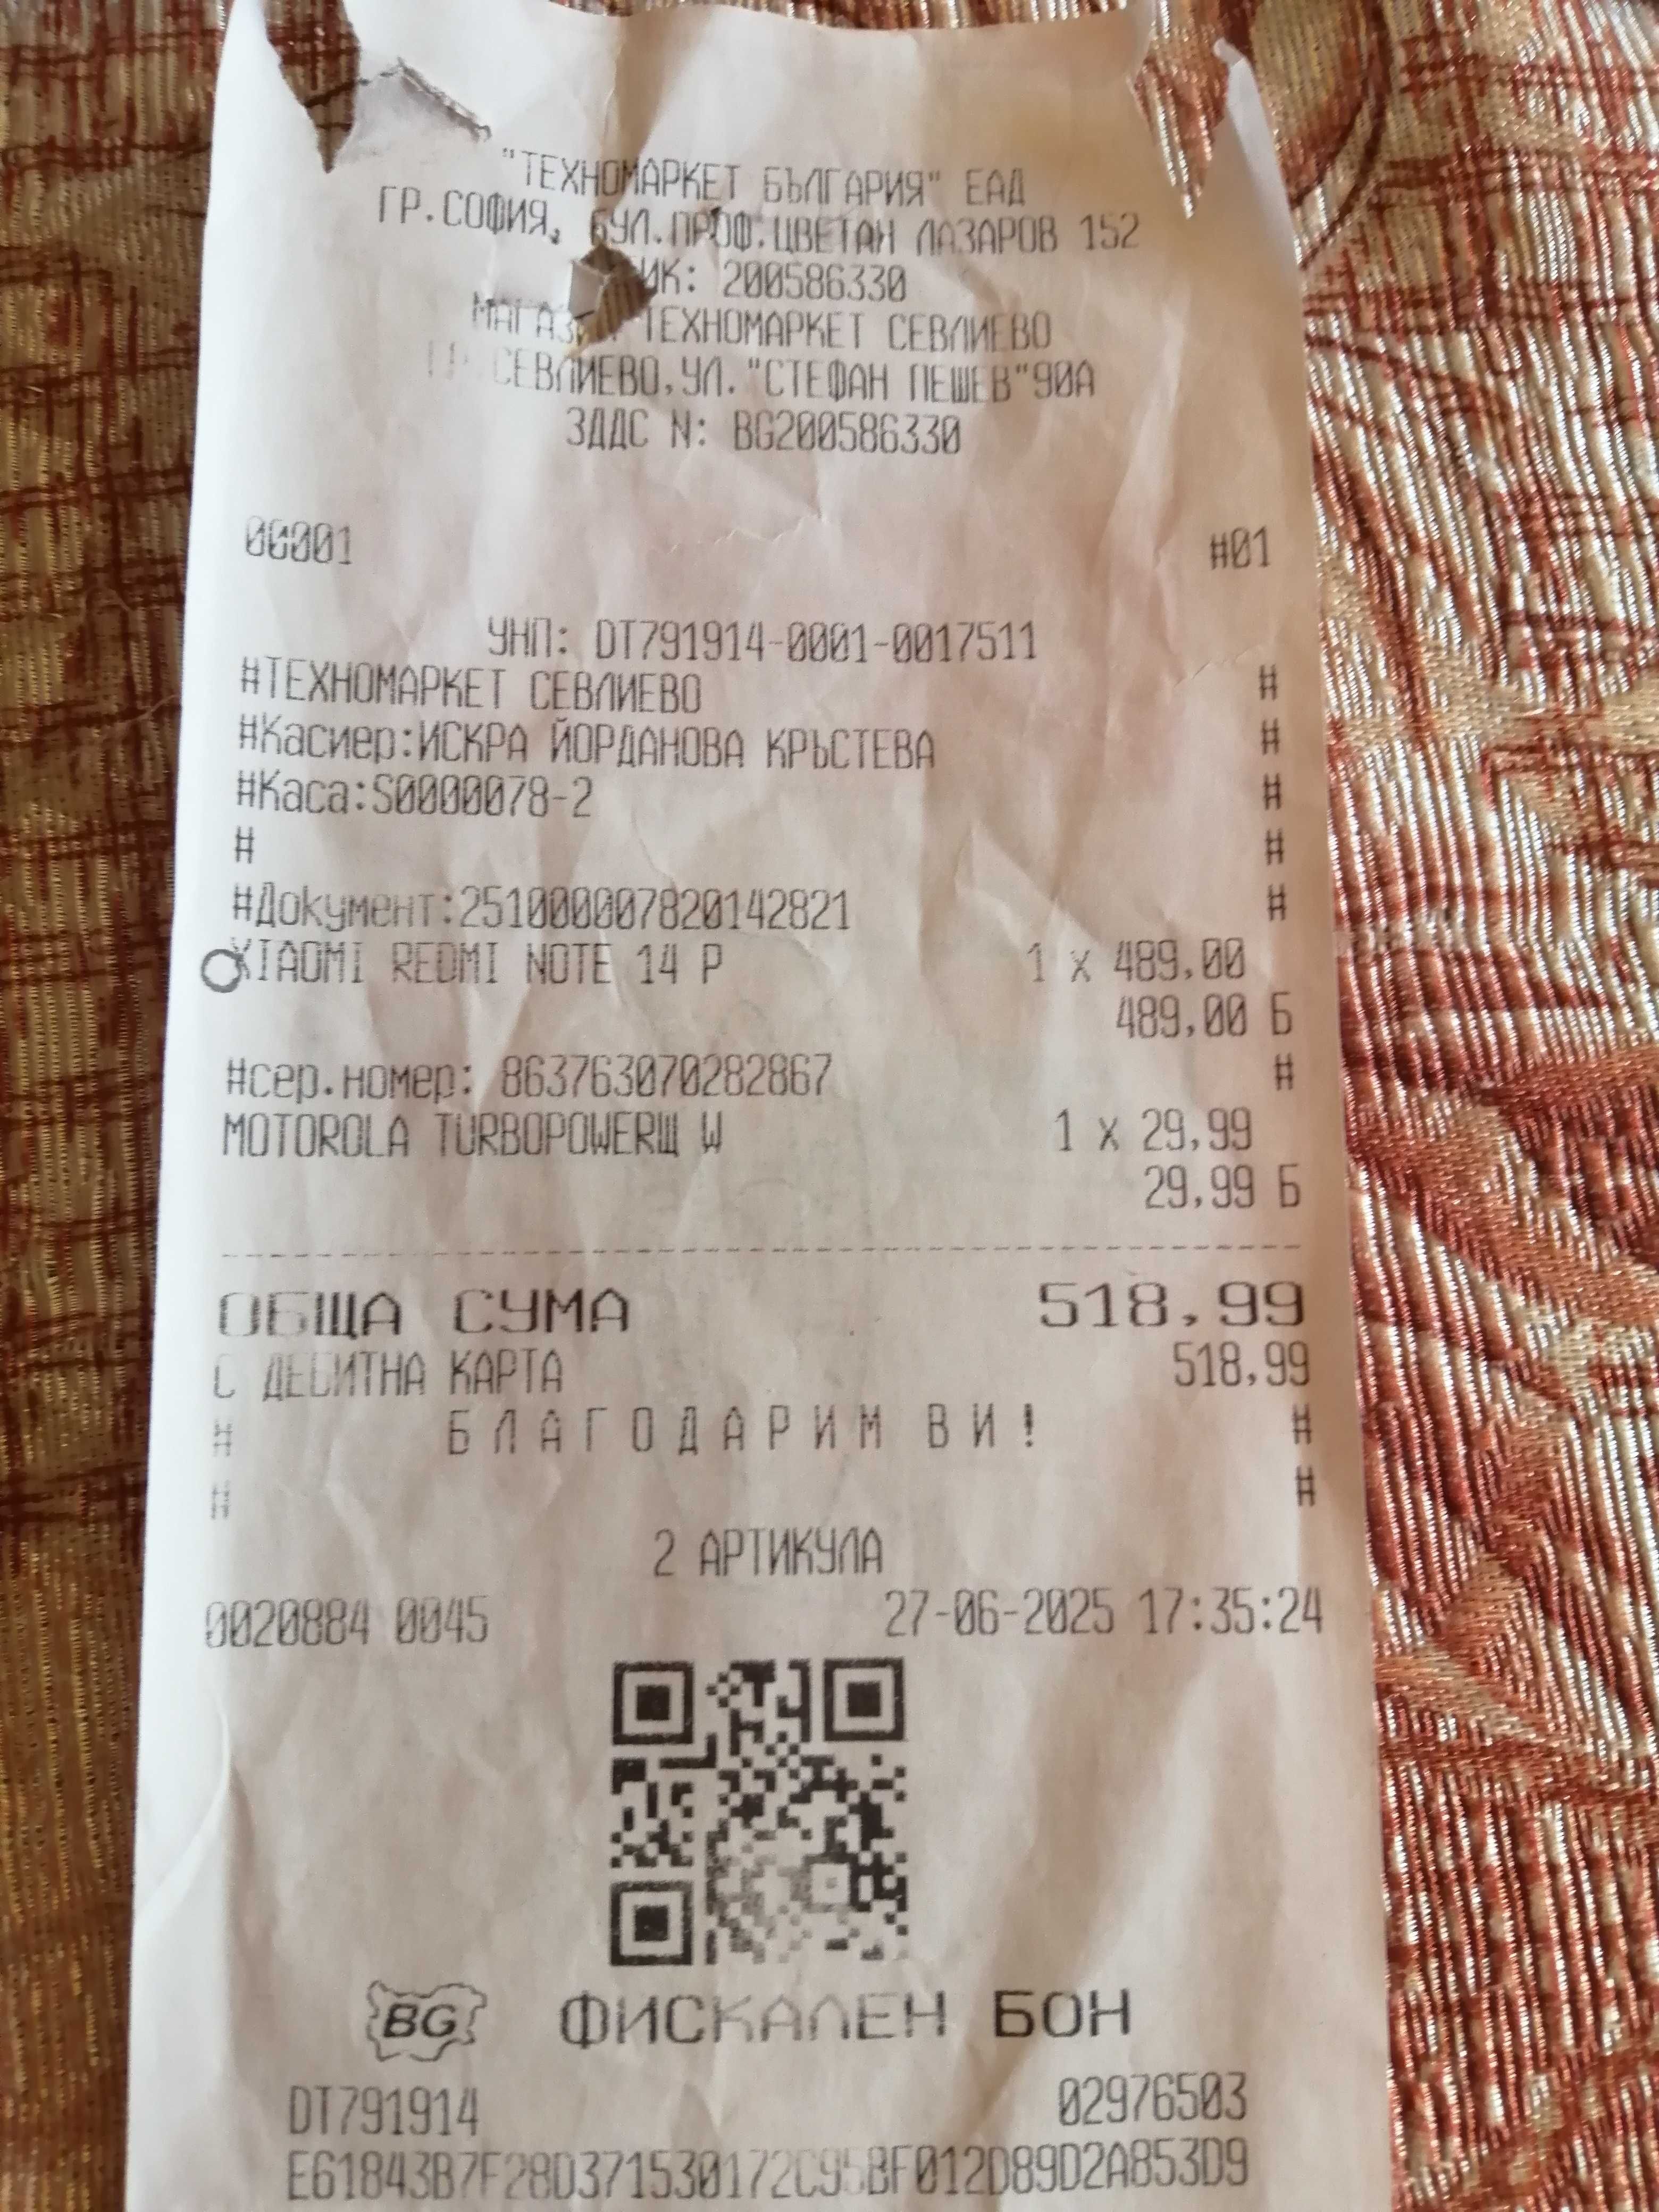 "ТЕХНОМАРКЕТ БЪЛГАРИЯ" ЕАД
ГР.СОФИЯ, БУЛ.ПРОФ.ЦВЕТАН ЛАЗАРОВ 152
ИК: 200586330
МАГАЗИ ТЕХНОМАРКЕТ СЕВЛИЕВО
ГР СЕВЛИЕВО,УЛ. "СТЕФАН ПЕШЕВ"90А
ЗДДС N: BG200586330
00001 #01
УНП: DT791914-0001-0017511
#ТЕХНОМАРКЕТ СЕВЛИЕВО #
#Касиер:ИСКРА ЙОРДАНОВА КРЪСТЕВА #
#Каса:S0000078-2 #
# #
#Документ:2510000007820142821 #
XIAOMI REDMI NOTE 14 P 1 x 489,00
489,00 Б
#сер.номер: 863763070282867 #
MOTOROLA TURBOPOWERЩ W 1 x 29,99
29,99 Б
ОБЩА СУМА 518,99
С ДЕБИТНА КАРТА 518,99
# Б Л А Г О Д А Р И М В И ! #
# #
2 АРТИКУЛА
0020884 0045 27-06-2025 17:35:24
BG ФИСКАЛЕН БОН
DT791914 02976503
E61843B7F28D371530172C95BF012D89D2A853D9